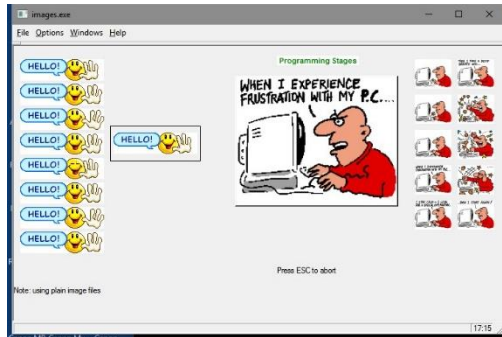 images.exe
File Options Windows Help
HELLO!
HELLO!
HELLO!
HELLO!
HELLO!
HELLO!
HELLO!
HELLO!
HELLO!
Programming Stages
WHEN I EXPERIENCE
FRUSTRATION WITH MY P.C....
Press ESC to abort
Note: using plain image files
17:15